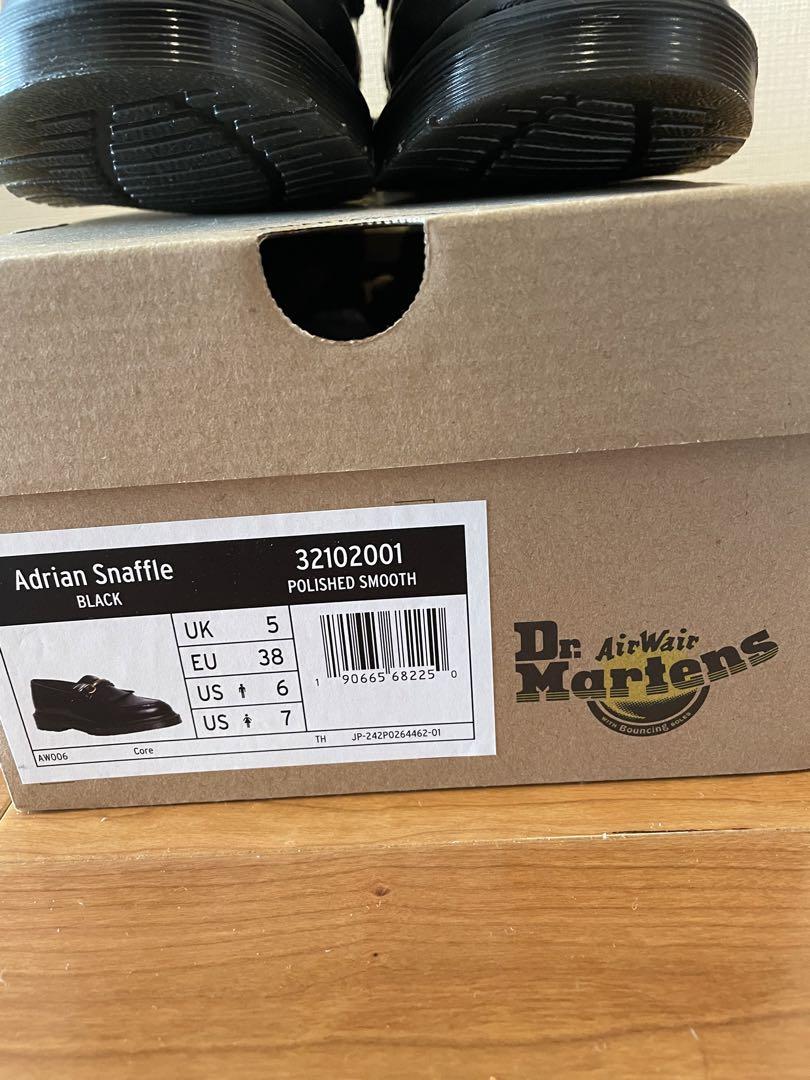 Adrian Snaffle
BLACK
32102001
POLISHED SMOOTH
UK 5
EU 38
US 6
US 7
1 90665 68225 0
AW006 Core TH JP-242P0264462-01
Dr. AirWair
Martens
WITH Bouncing SOLES